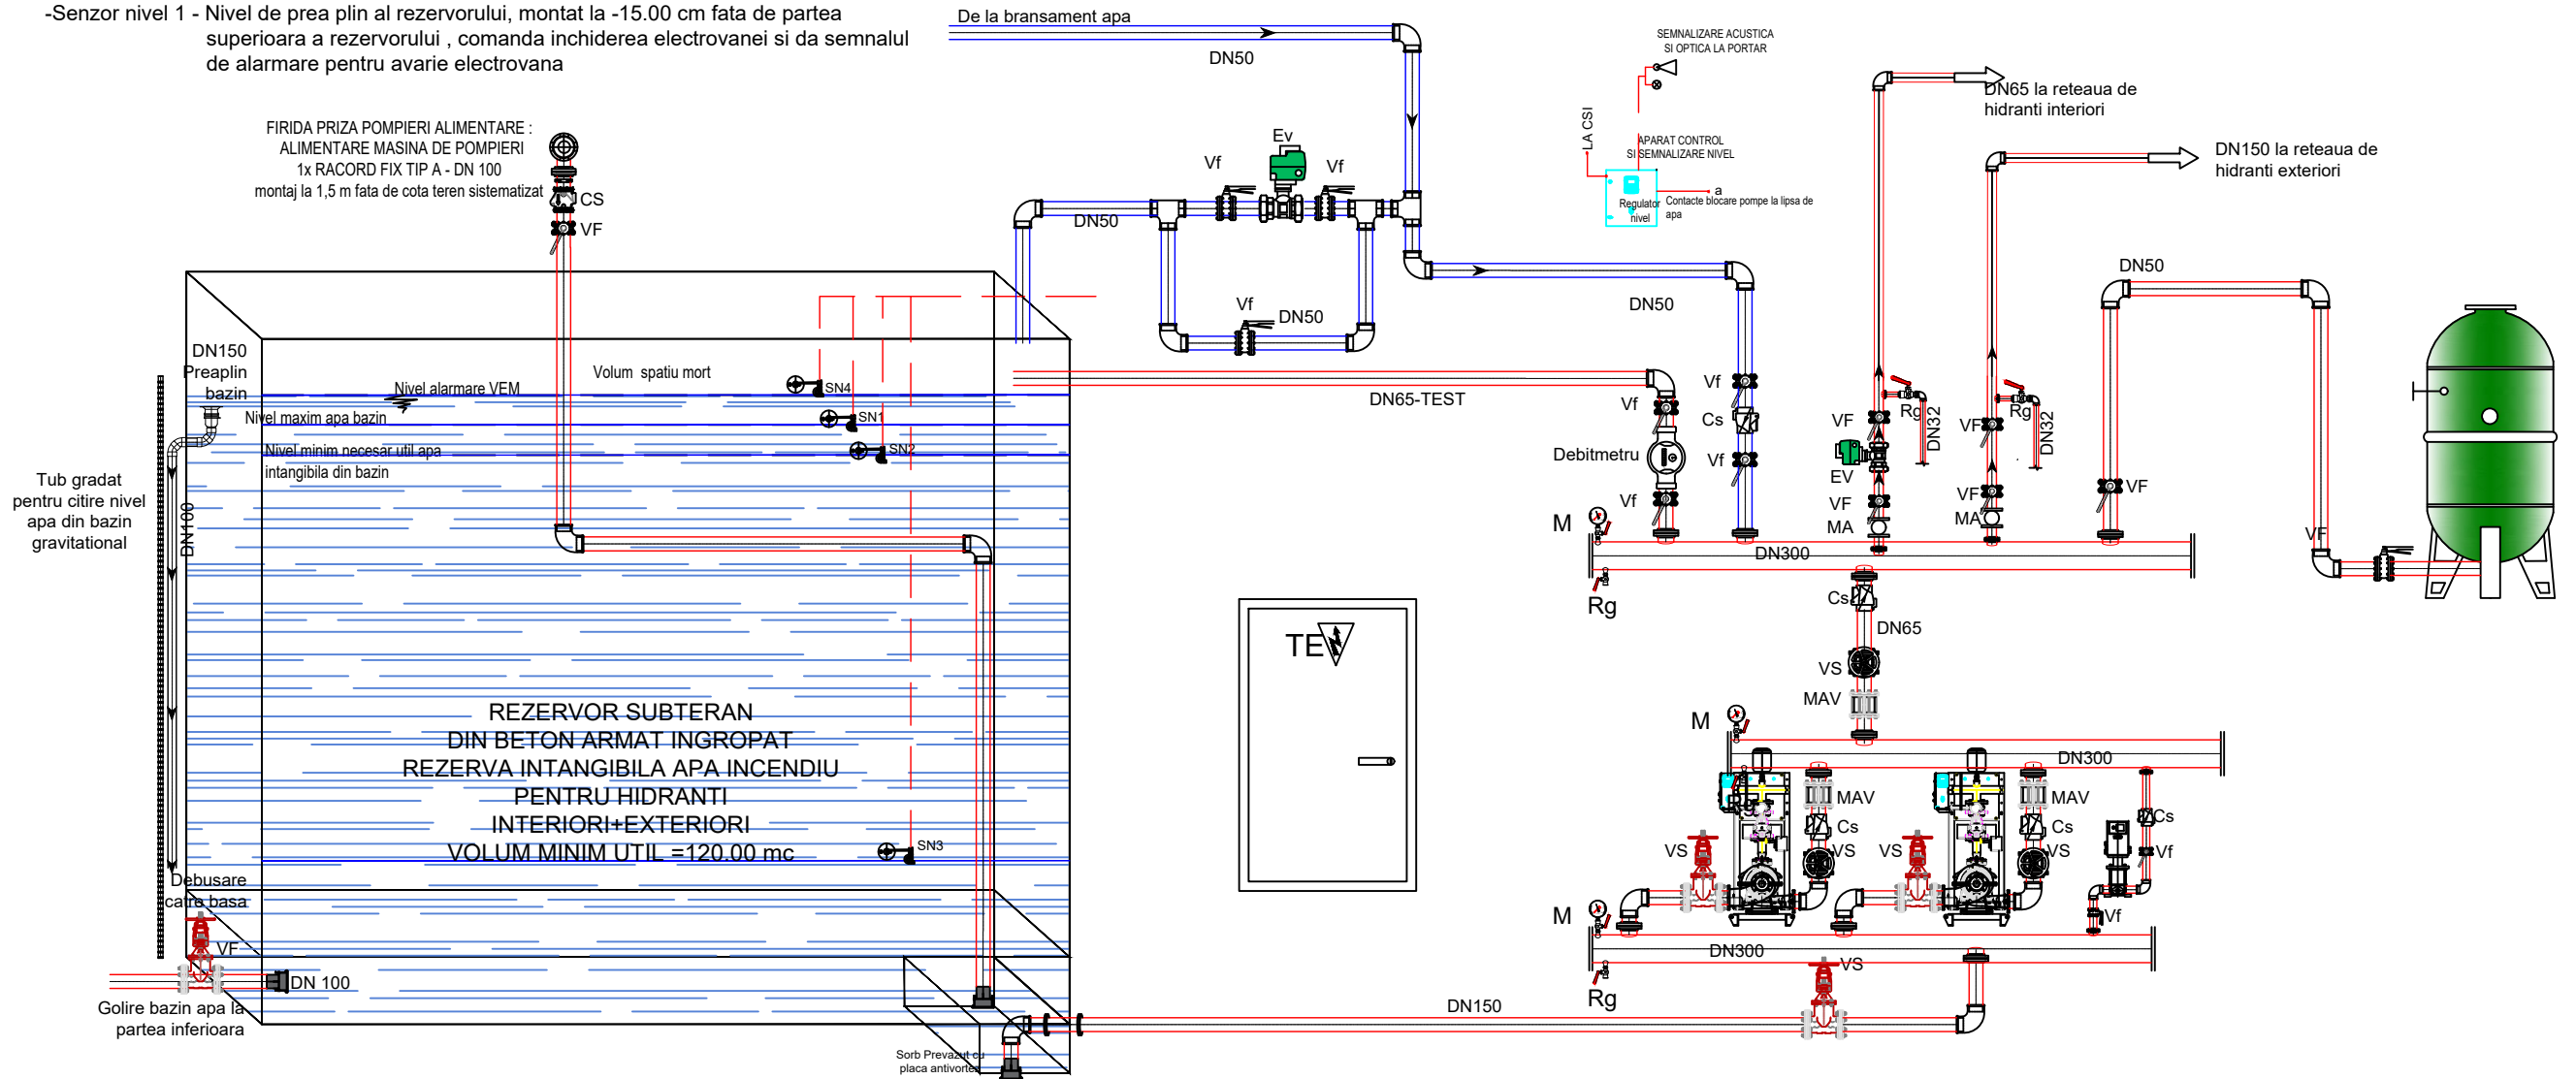 -Senzor nivel 1 - Nivel de prea plin al rezervorului, montat la -15.00 cm fata de partea
superioara a rezervorului , comanda inchiderea electrovanei si da semnalul
de alarmare pentru avarie electrovana
De la bransament apa
DN50
SEMNALIZARE ACUSTICA
SI OPTICA LA PORTAR
LA CSI
APARAT CONTROL
SI SEMNALIZARE NIVEL
Regulator
nivel
a
Contacte blocare pompe la lipsa de
apa
DN65 la reteaua de
hidranti interiori
DN150 la reteaua de
hidranti exteriori
FIRIDA PRIZA POMPIERI ALIMENTARE :
ALIMENTARE MASINA DE POMPIERI
1x RACORD FIX TIP A - DN 100
montaj la 1,5 m fata de cota teren sistematizat
CS
VF
Ev
Vf
Vf
DN50
Vf
DN50
DN50
DN50
DN150
Preaplin
bazin
Nivel alarmare VEM
Volum spatiu mort
SN4
Nivel maxim apa bazin
SN1
Nivel minim necesar util apa
intangibila din bazin
SN2
Tub gradat
pentru citire nivel
apa din bazin
gravitational
DN100
DN65-TEST
Vf
Debitmetru
Vf
Vf
Cs
Vf
VF
Rg
DN32
EV
VF
MA
VF
Rg
DN32
VF
MA
VF
VF
M
DN300
Rg
Cs
DN65
VS
MAV
TE
M
DN300
Rg
MAV
Cs
VS
VS
MAV
Cs
VS
VS
Cs
Vf
Vf
REZERVOR SUBTERAN
DIN BETON ARMAT INGROPAT
REZERVA INTANGIBILA APA INCENDIU
PENTRU HIDRANTI
INTERIORI+EXTERIORI
VOLUM MINIM UTIL =120.00 mc
SN3
Debusare
catre basa
VF
DN 100
Golire bazin apa la
partea inferioara
Sorb Prevazut cu
placa antivortex
M
DN300
Rg
VS
DN150